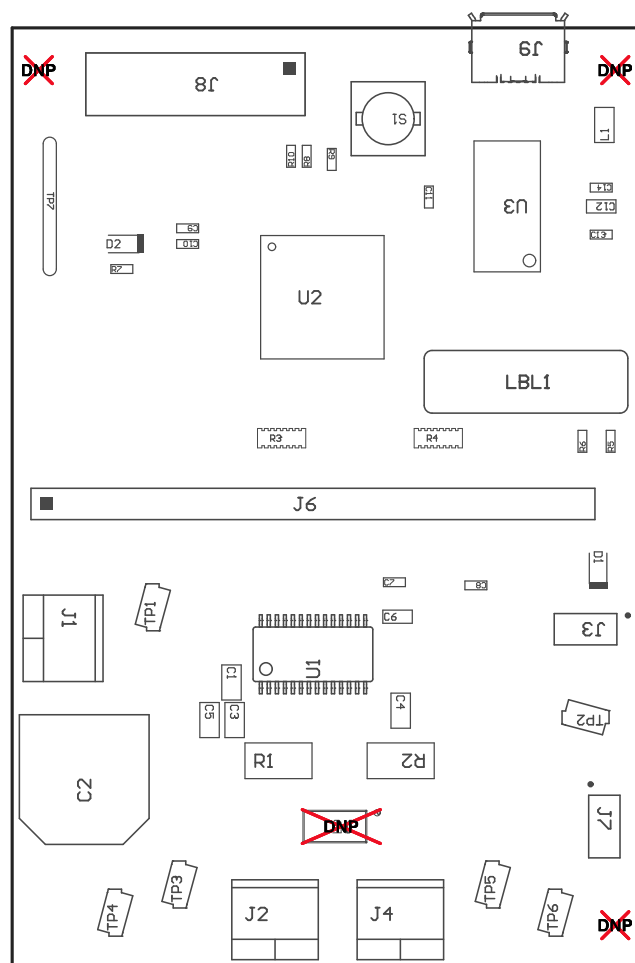 J9
DNP
DNP
J8
S1
L1
R10
R8
R9
C11
C14
C12
C13
TP7
U3
C9
C10
D2
R7
U2
LBL1
R3
R4
R6
R5
J6
D1
C7
C8
C6
TP1
J1
J3
U1
C1
C5
C3
C4
TP2
R1
R2
C2
J7
DNP
TP3
TP4
TP5
TP6
J2
J4
DNP